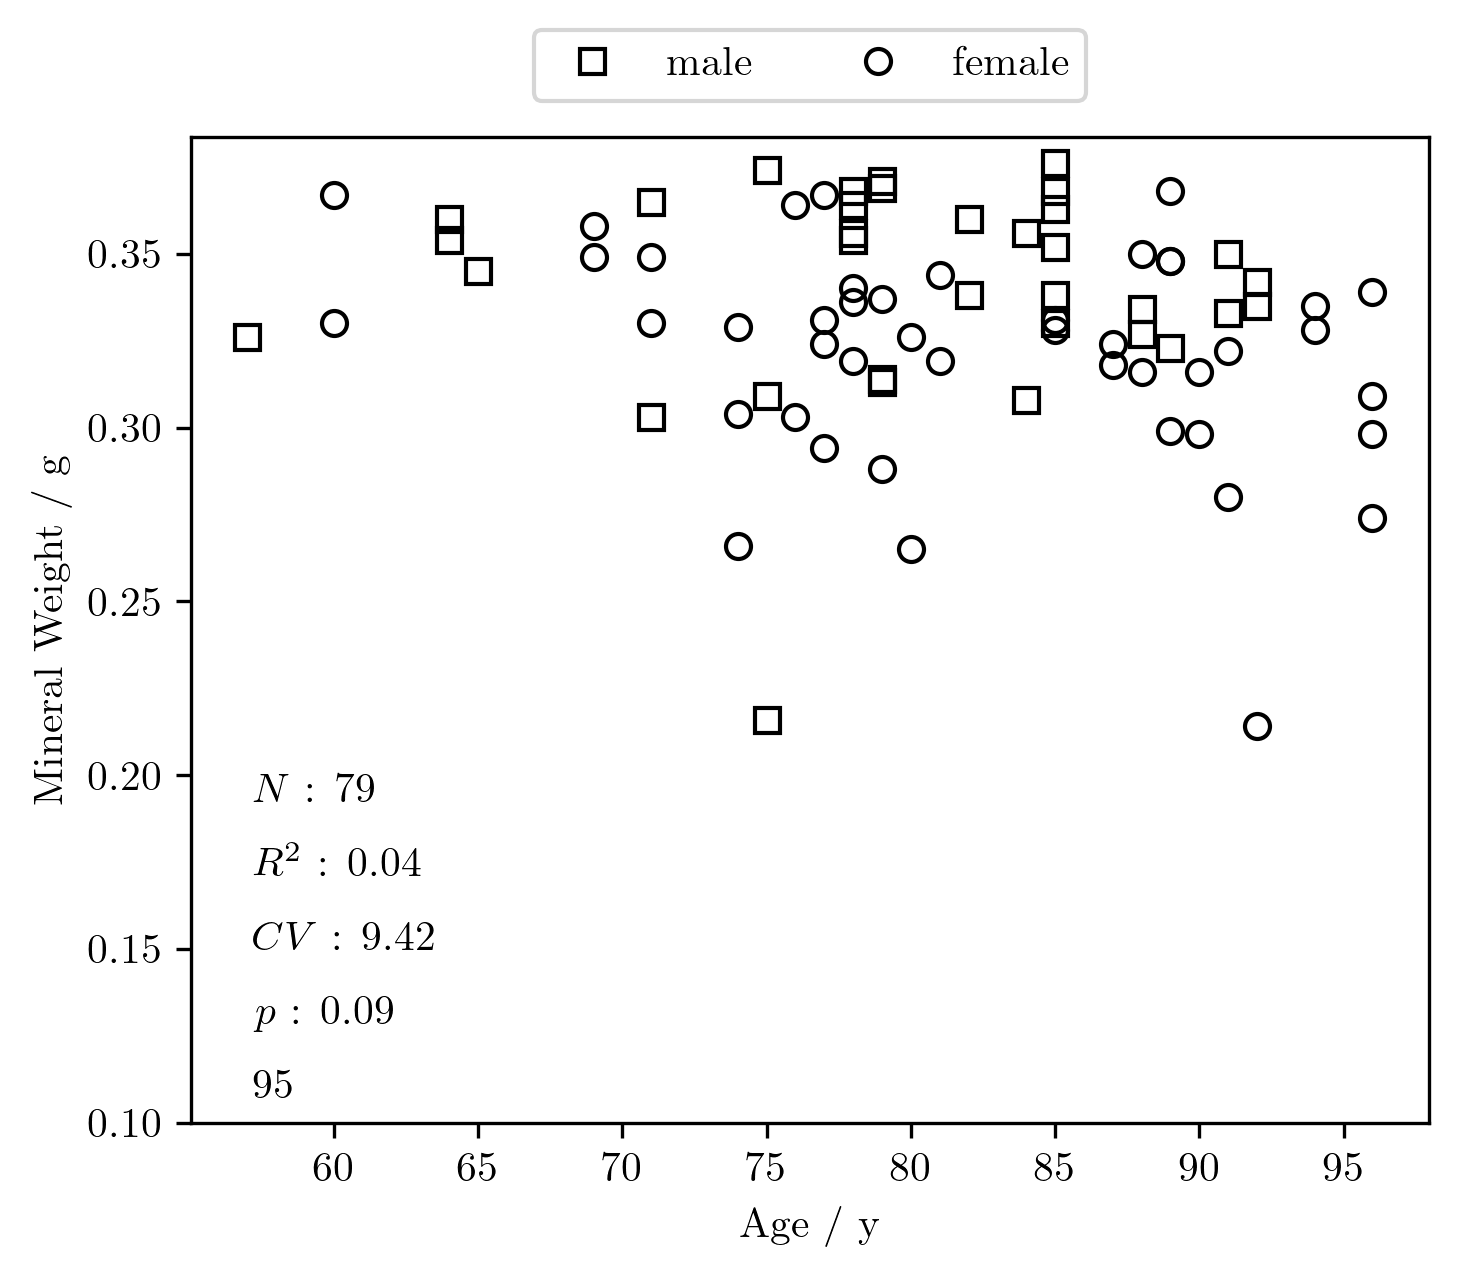 male female
0.35
0.30
0.25
0.20
0.15
0.10
Mineral Weight / g
N : 79
R² : 0.04
CV : 9.42
p : 0.09
95
60 65 70 75 80 85 90 95
Age / y